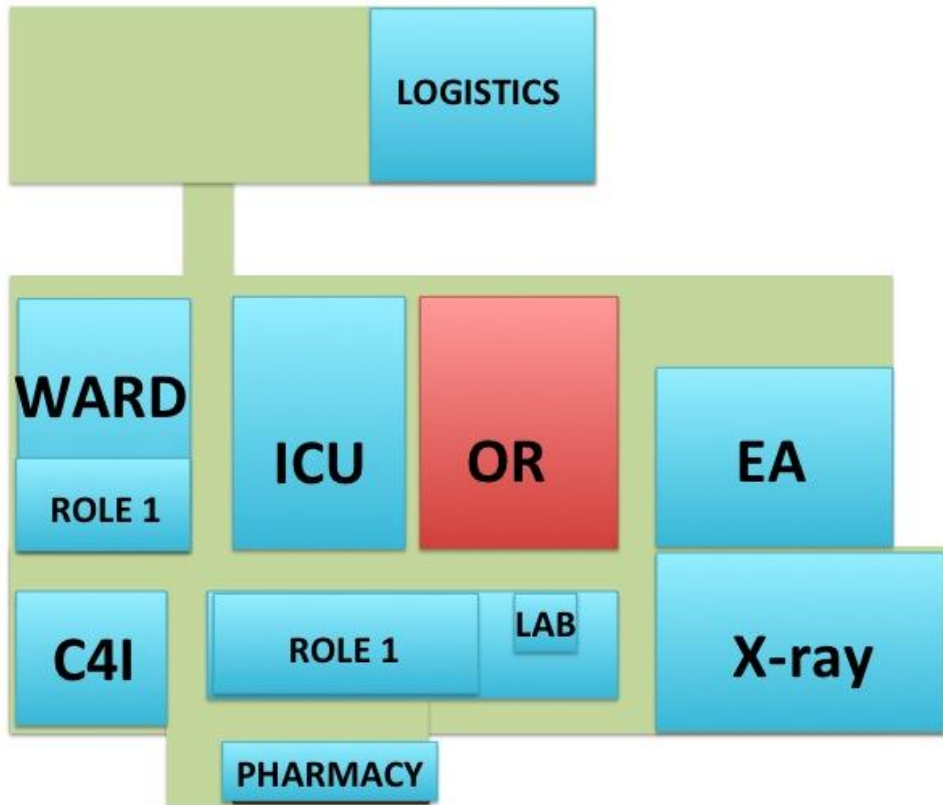 LOGISTICS
WARD
ICU
OR
EA
ROLE 1
C4I
ROLE 1
LAB
X-ray
PHARMACY